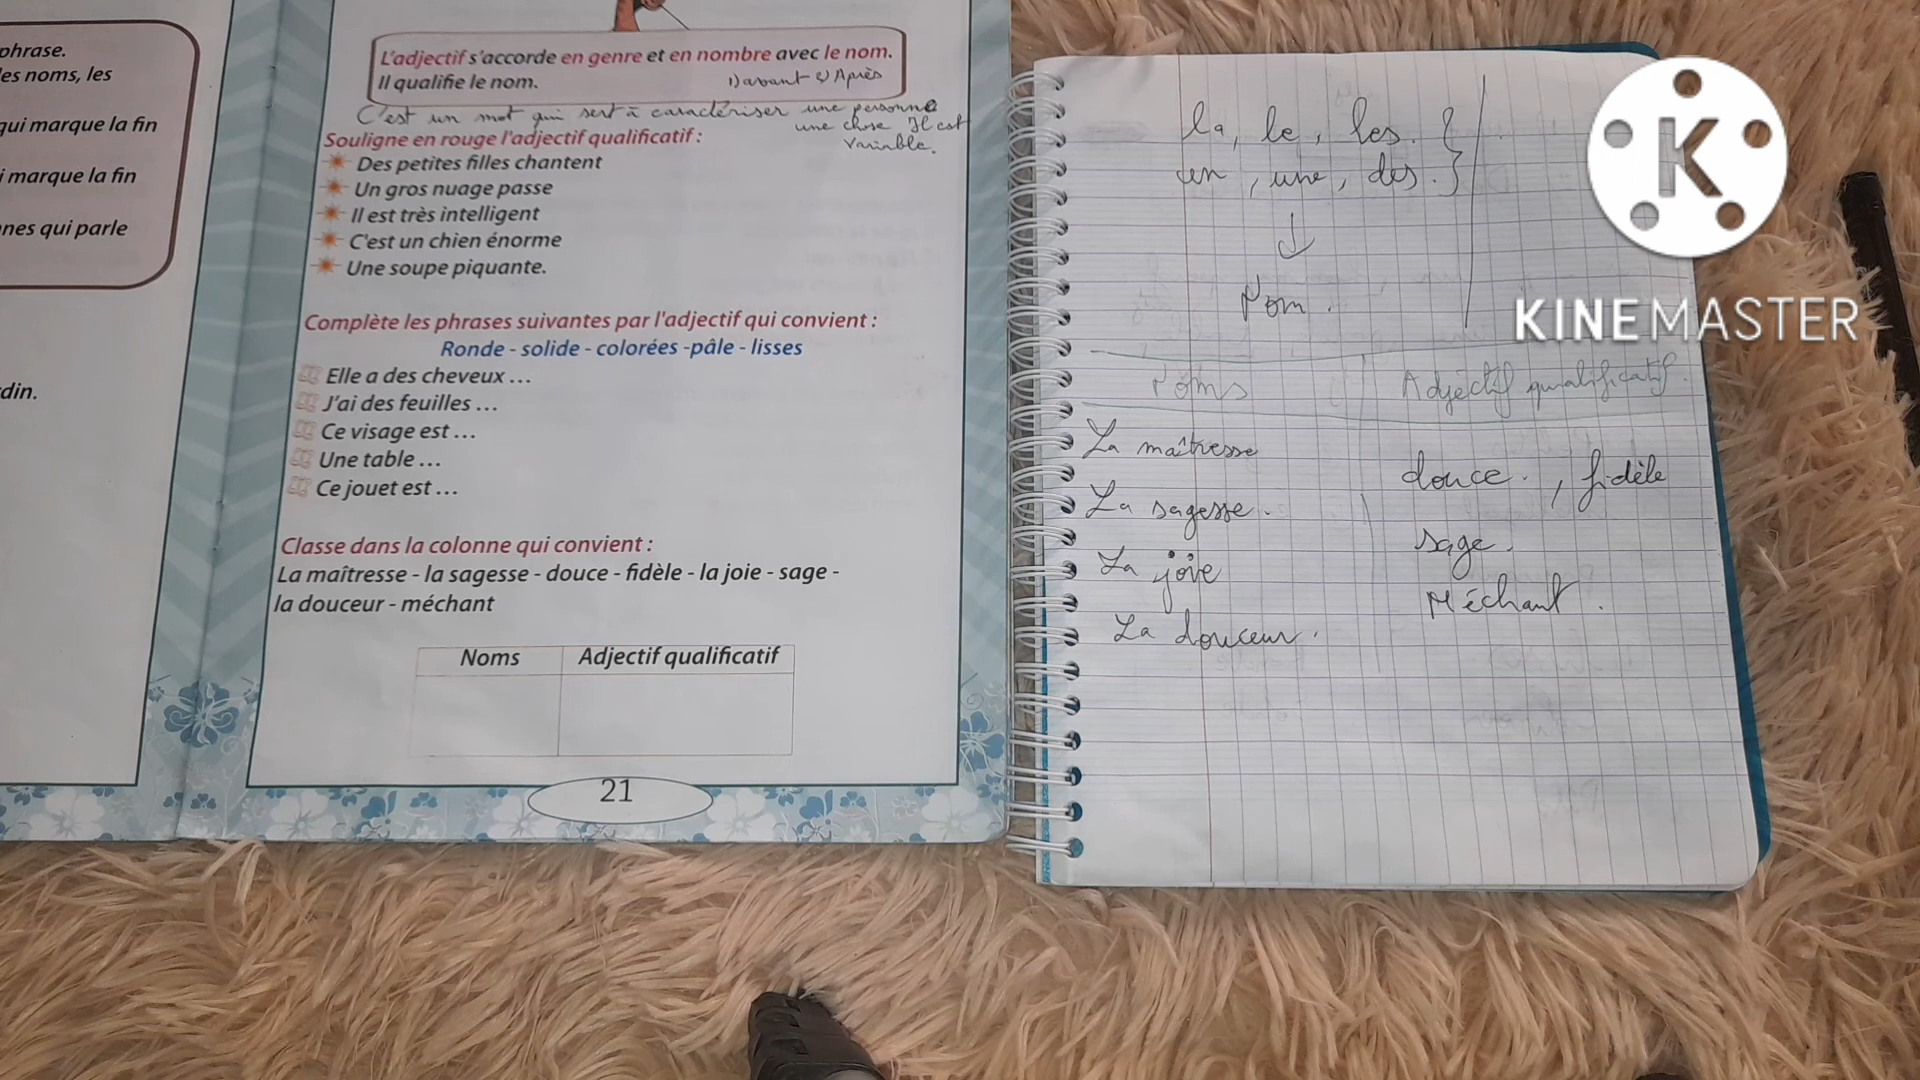 phrase.
les noms, les
qui marque la fin
i marque la fin
nnes qui parle
din.
L'adjectif s'accorde en genre et en nombre avec le nom.
Il qualifie le nom. 1) avant 2) Après
C'est un mot qui sert à caractériser une personne
une chose Il est
variable.
Souligne en rouge l'adjectif qualificatif :
Des petites filles chantent
Un gros nuage passe
Il est très intelligent
C'est un chien énorme
Une soupe piquante.
Complète les phrases suivantes par l'adjectif qui convient :
Ronde - solide - colorées -pâle - lisses
Elle a des cheveux ...
J'ai des feuilles ...
Ce visage est ...
Une table ...
Ce jouet est ...
Classe dans la colonne qui convient :
La maîtresse - la sagesse - douce - fidèle - la joie - sage -
la douceur - méchant
Noms Adjectif qualificatif
21
la, le, les.
un, une, des.
Nom.
Noms Adjectif qualificatif.
La maîtresse
douce. , fidèle
La sagesse.
sage.
La joie
Méchant.
La douceur.
K
KINEMASTER